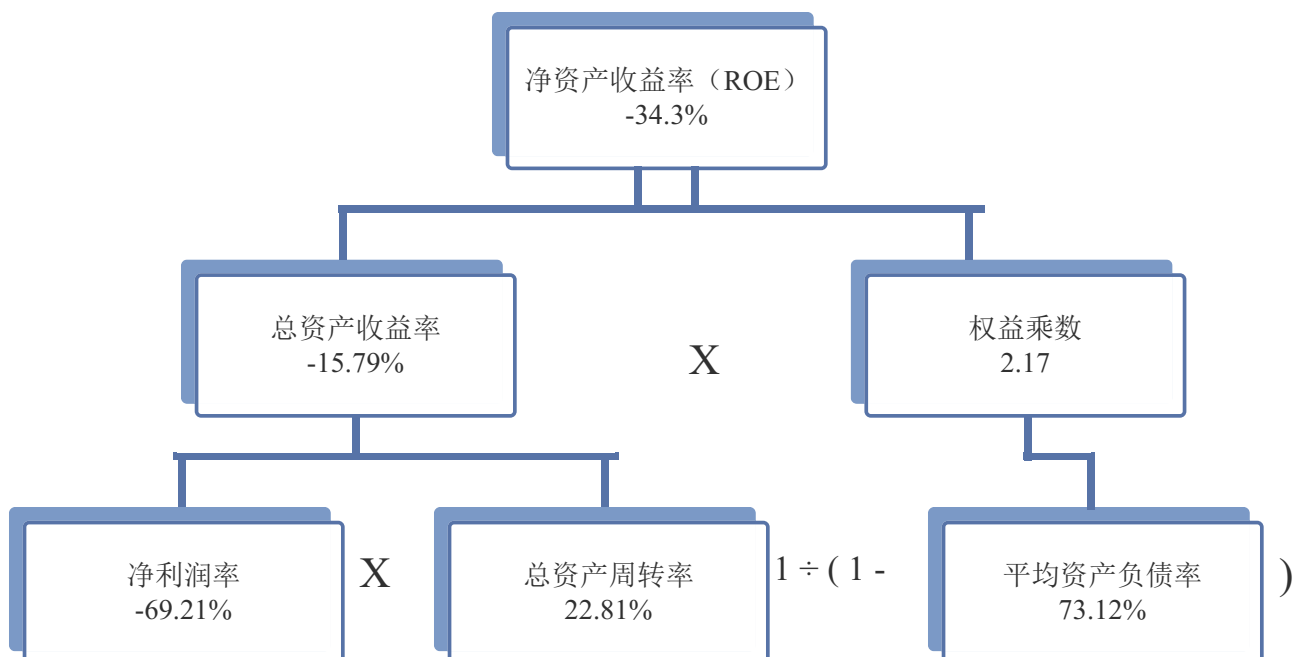 净资产收益率（ROE）
-34.3%
总资产收益率
-15.79%
X
权益乘数
2.17
净利润率
-69.21%
X
总资产周转率
22.81%
1 ÷ ( 1 -
平均资产负债率
73.12%
)